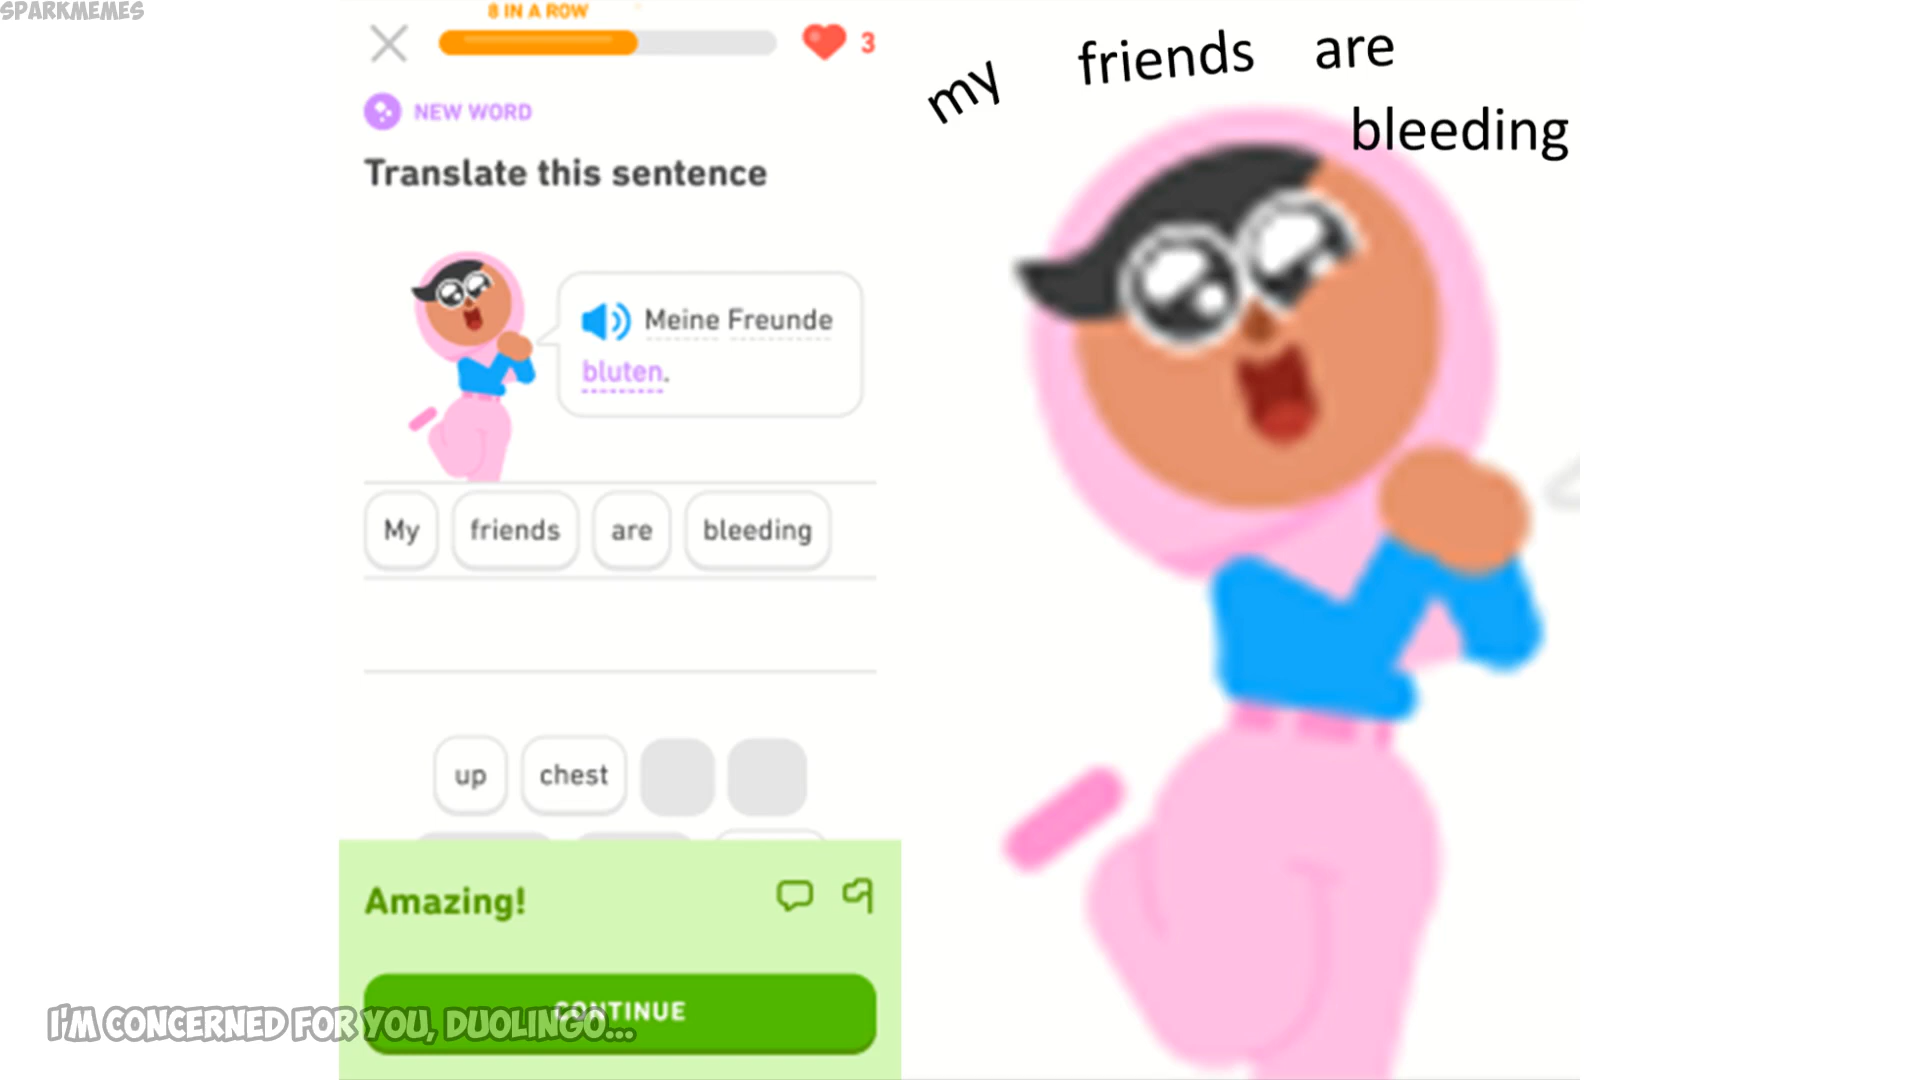 SPARKMEMES
8 IN A ROW
3
NEW WORD
Translate this sentence
Meine Freunde
bluten.
My friends are bleeding
up chest
Amazing!
CONTINUE
I'M CONCERNED FOR YOU, DUOLINGO...
my friends are
bleeding